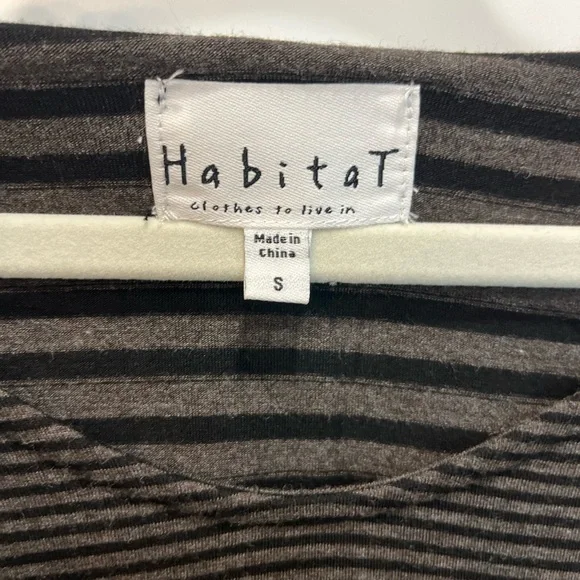 HabitaT
clothes to live in
Made in
China
S